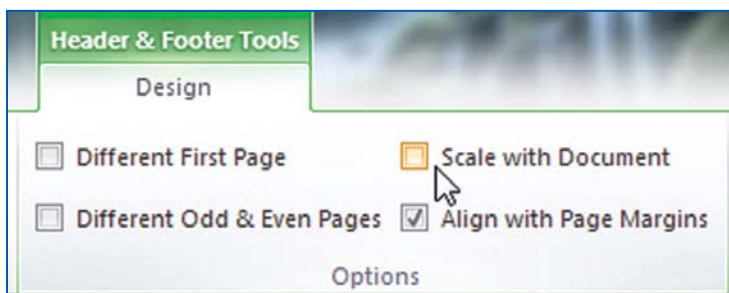 Header & Footer Tools
Design
Different First Page
Scale with Document
Different Odd & Even Pages
Align with Page Margins
Options